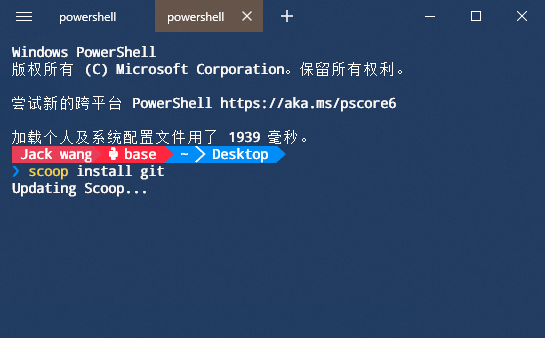 powershell
powershell
Windows PowerShell
版权所有 (C) Microsoft Corporation。保留所有权利。
尝试新的跨平台 PowerShell https://aka.ms/pscore6
加载个人及系统配置文件用了 1939 毫秒。
Jack wang base ~ Desktop
❯ scoop install git
Updating Scoop...